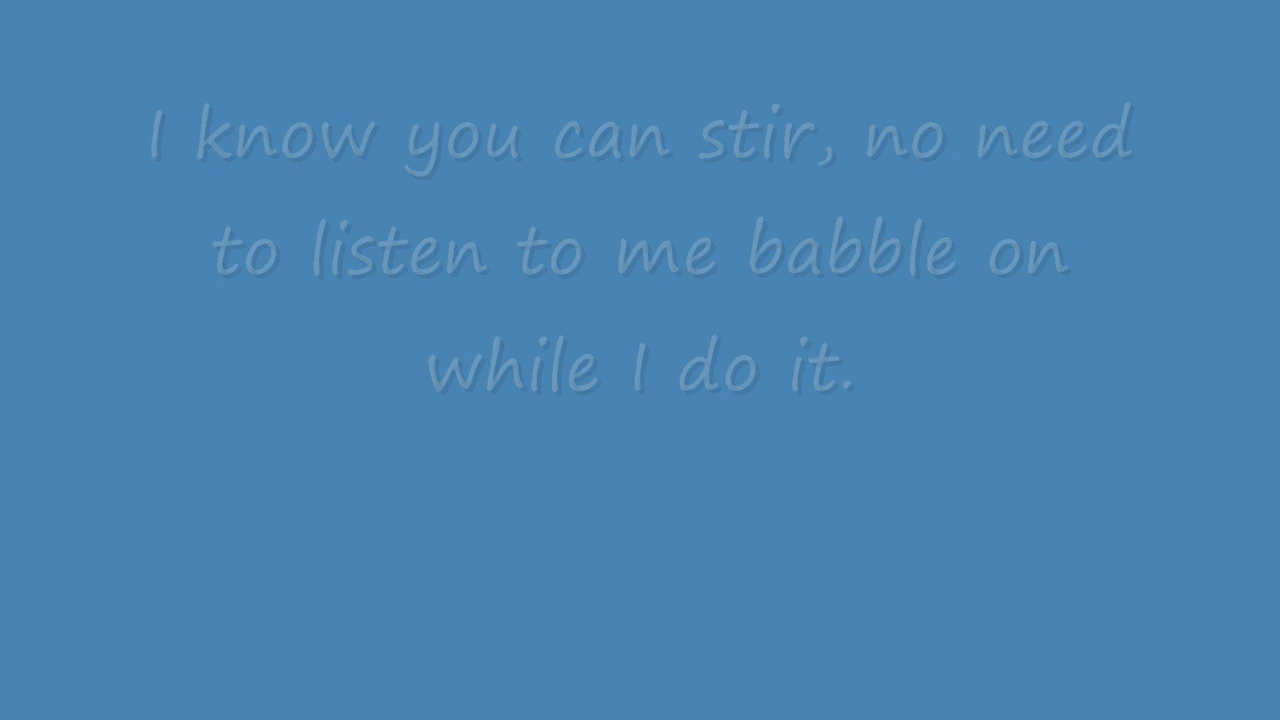 I know you can stir, no need
to listen to me babble on
while I do it.